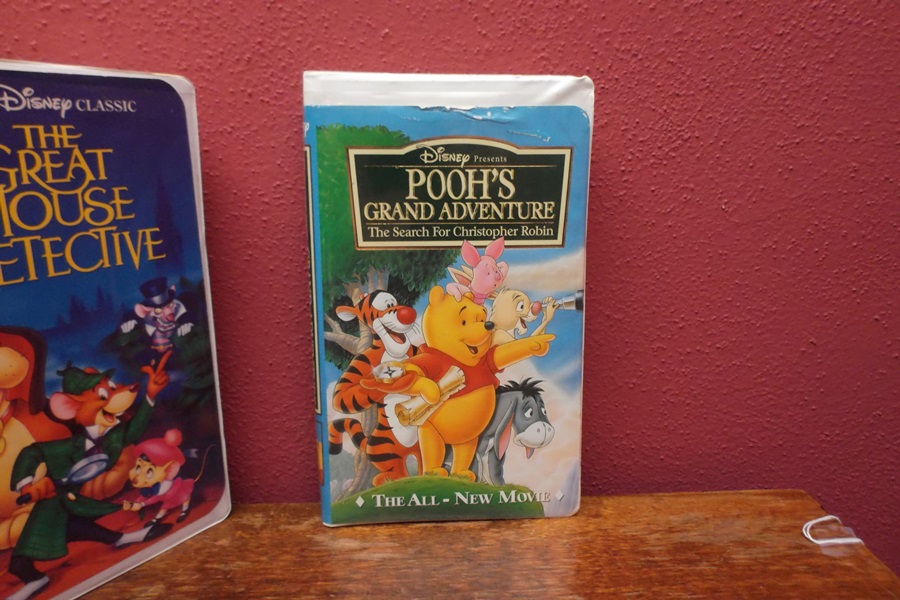 Disney CLASSIC
THE
GREAT
MOUSE
DETECTIVE
Disney Presents
POOH'S
GRAND ADVENTURE
The Search For Christopher Robin
THE ALL-NEW MOVIE